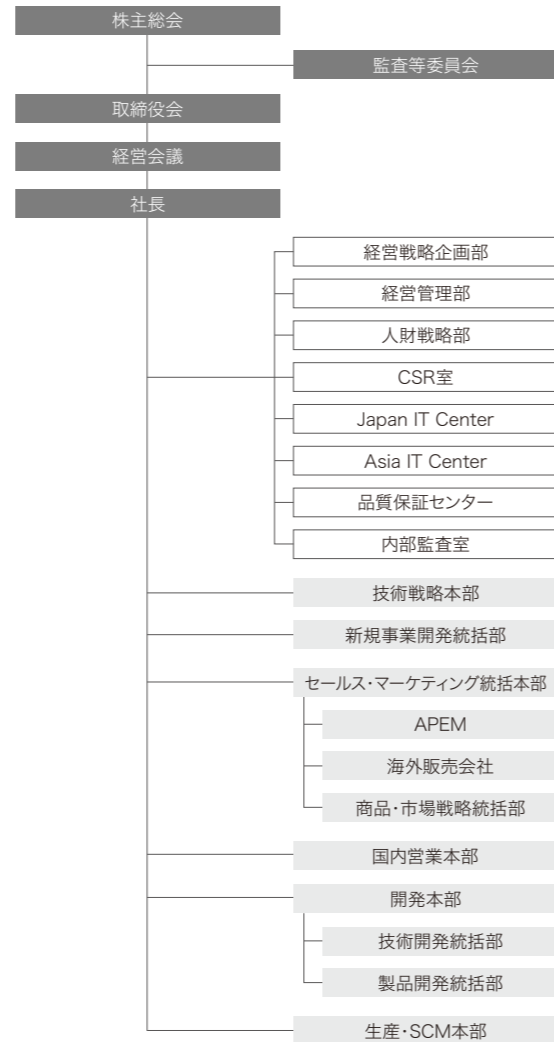 株主総会
監査等委員会
取締役会
経営会議
社長
経営戦略企画部
経営管理部
人財戦略部
CSR室
Japan IT Center
Asia IT Center
品質保証センター
内部監査室
技術戦略本部
新規事業開発統括部
セールス・マーケティング統括本部
APEM
海外販売会社
商品・市場戦略統括部
国内営業本部
開発本部
技術開発統括部
製品開発統括部
生産・SCM本部